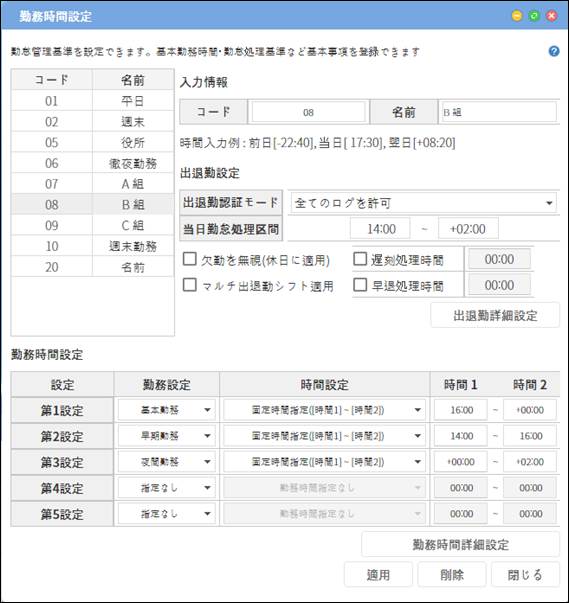 勤務時間設定
勤怠管理基準を設定できます。基本勤務時間･勤怠処理基準など基本事項を登録できます
?
コード 名前
01 平日
02 週末
05 役所
06 徹夜勤務
07 A 組
08 B 組
09 C 組
10 週末勤務
20 名前
入力情報
コード 08 名前 B 組
時間入力例 : 前日[-22:40], 当日[ 17:30], 翌日[+08:20]
出退勤設定
出退勤認証モード 全てのログを許可
当日勤怠処理区間 14:00 ~ +02:00
欠勤を無視(休日に適用) 遅刻処理時間 00:00
マルチ出退勤シフト適用 早退処理時間 00:00
出退勤詳細設定
勤務時間設定
設定 勤務設定 時間設定 時間 1 時間 2
第1設定 基本勤務 固定時間指定([時間1] ~ [時間2]) 16:00 ~ +00:00
第2設定 早期勤務 固定時間指定([時間1] ~ [時間2]) 14:00 ~ 16:00
第3設定 夜間勤務 固定時間指定([時間1] ~ [時間2]) +00:00 ~ +02:00
第4設定 指定なし 勤務時間指定なし 00:00 ~ 00:00
第5設定 指定なし 勤務時間指定なし 00:00 ~ 00:00
勤務時間詳細設定
適用 削除 閉じる